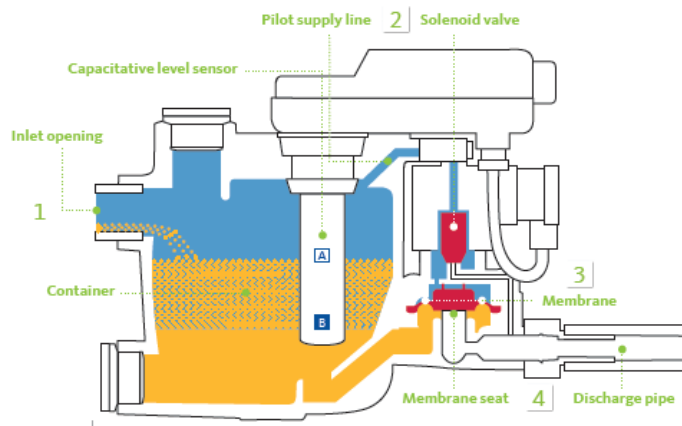 Pilot supply line 2 Solenoid valve
Capacitative level sensor
Inlet opening
1
A
3
Container
Membrane
B
Membrane seat 4 Discharge pipe